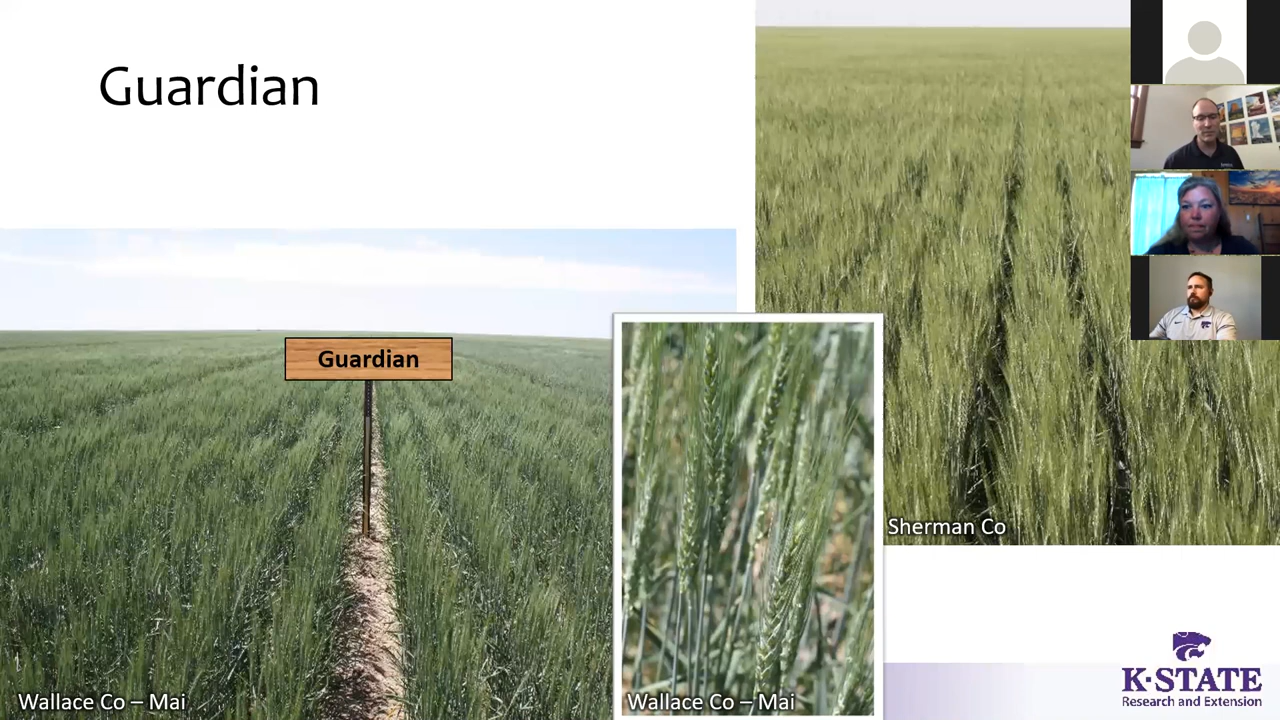 Guardian
Guardian
Wallace Co – Mai
Wallace Co – Mai
Sherman Co
K-STATE
Research and Extension